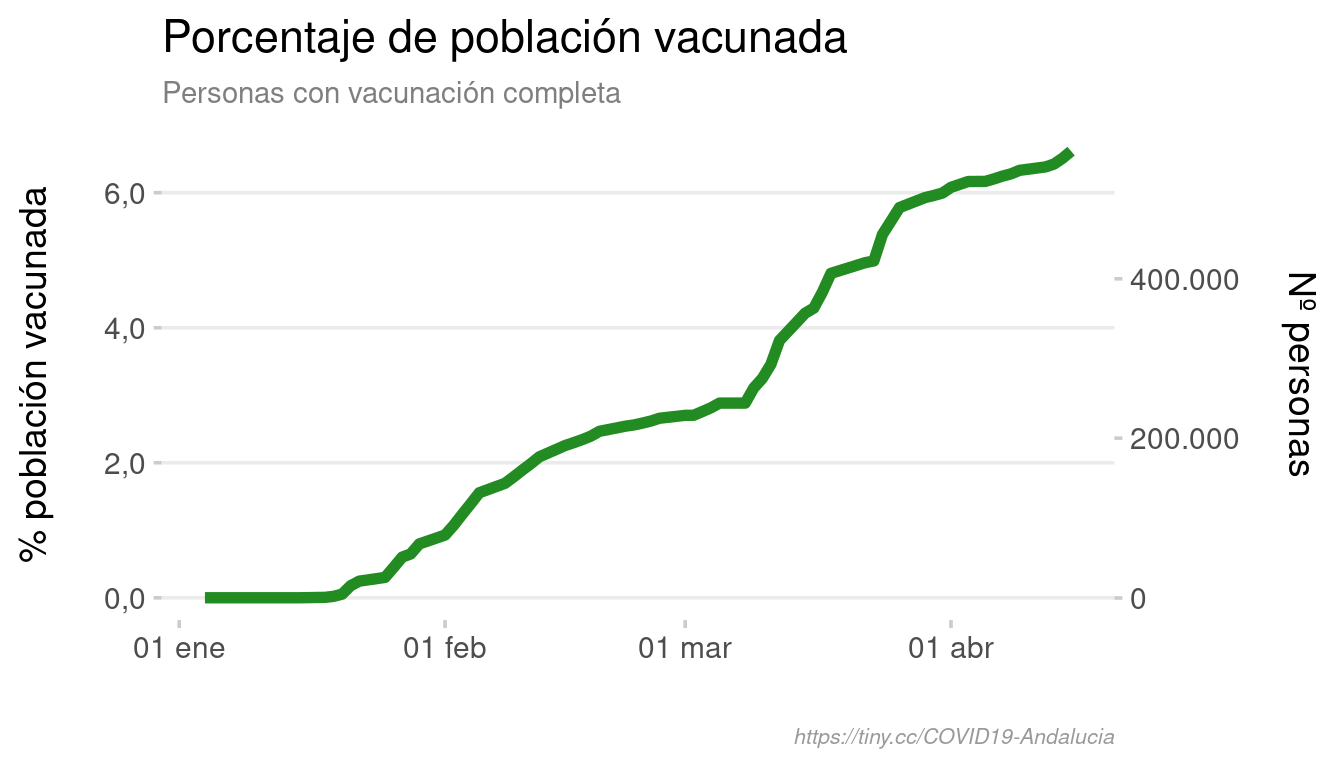 Porcentaje de población vacunada
Personas con vacunación completa
% población vacunada
6,0
4,0
2,0
0,0
400.000
200.000
0
Nº personas
01 ene
01 feb
01 mar
01 abr
https://tiny.cc/COVID19-Andalucia